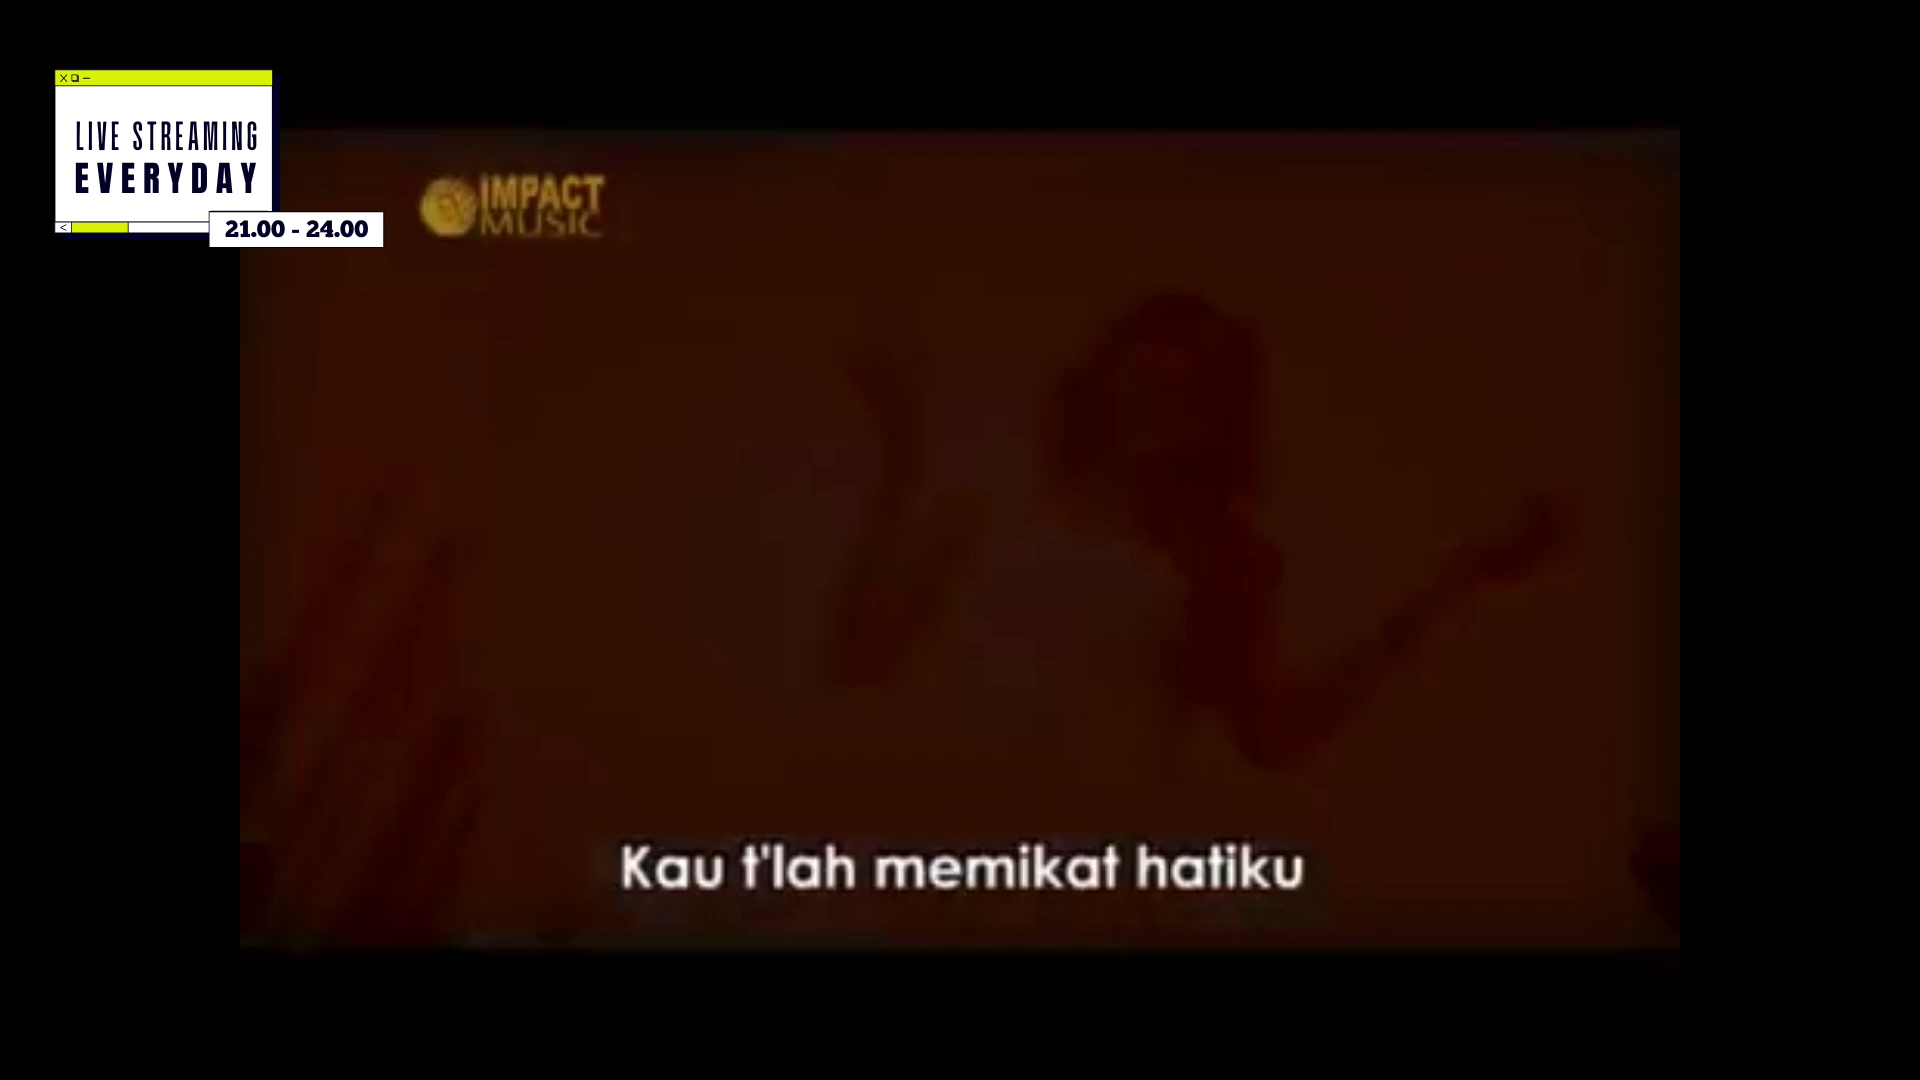 LIVE STREAMING
EVERYDAY
21.00 - 24.00
IMPACT
MUSIC
Kau t'lah memikat hatiku